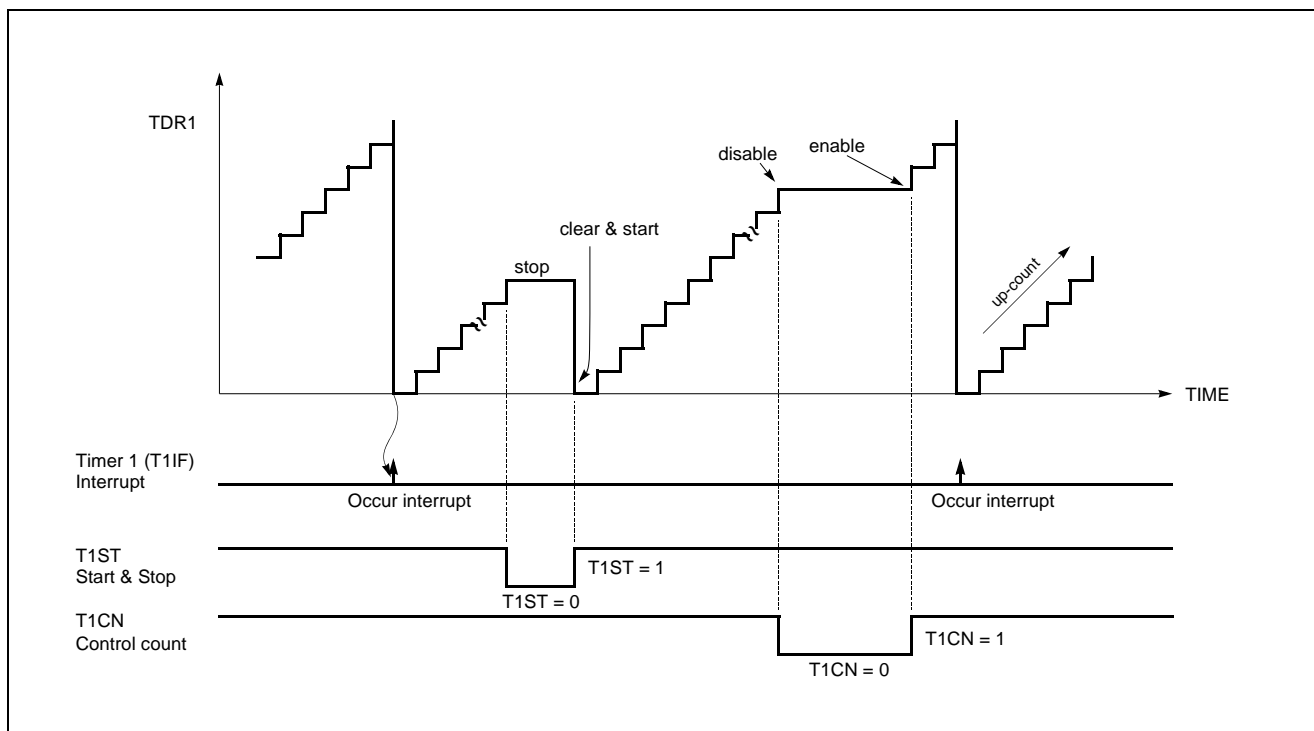 TDR1
disable
enable
clear & start
stop
up-count
TIME
Timer 1 (T1IF)
Interrupt
Occur interrupt
Occur interrupt
T1ST
Start & Stop
T1ST = 1
T1ST = 0
T1CN
Control count
T1CN = 1
T1CN = 0